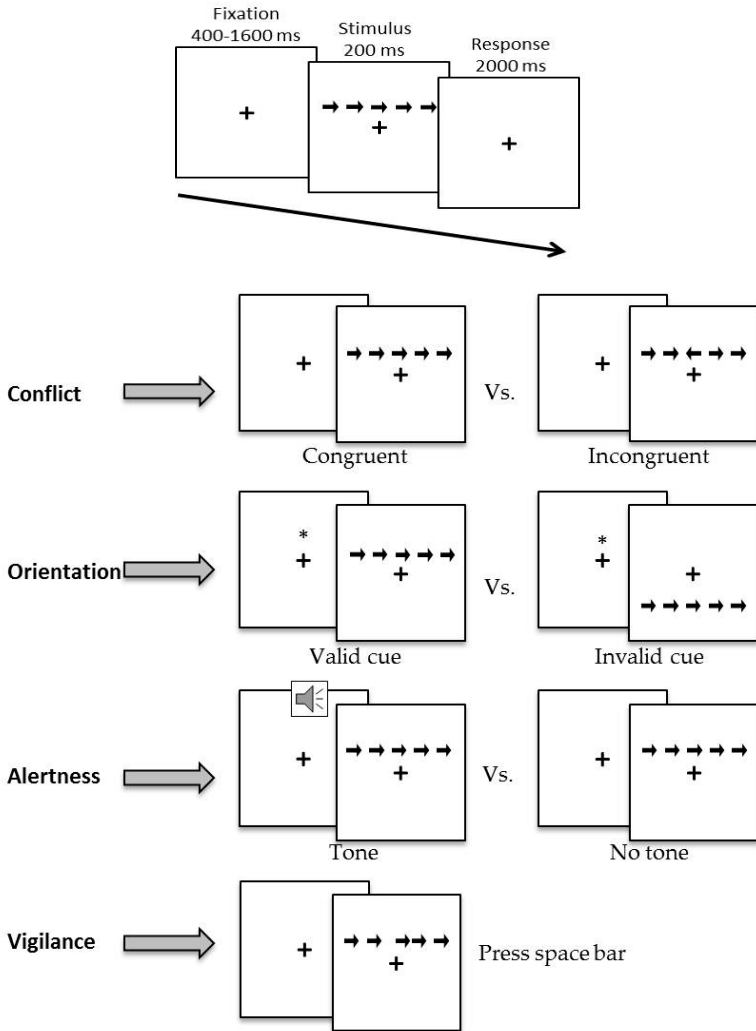 Fixation
400-1600 ms
Stimulus
200 ms
Response
2000 ms
Conflict
Vs.
Congruent
Incongruent
*
*
Orientation
Vs.
Valid cue
Invalid cue
Alertness
Vs.
Tone
No tone
Vigilance
Press space bar